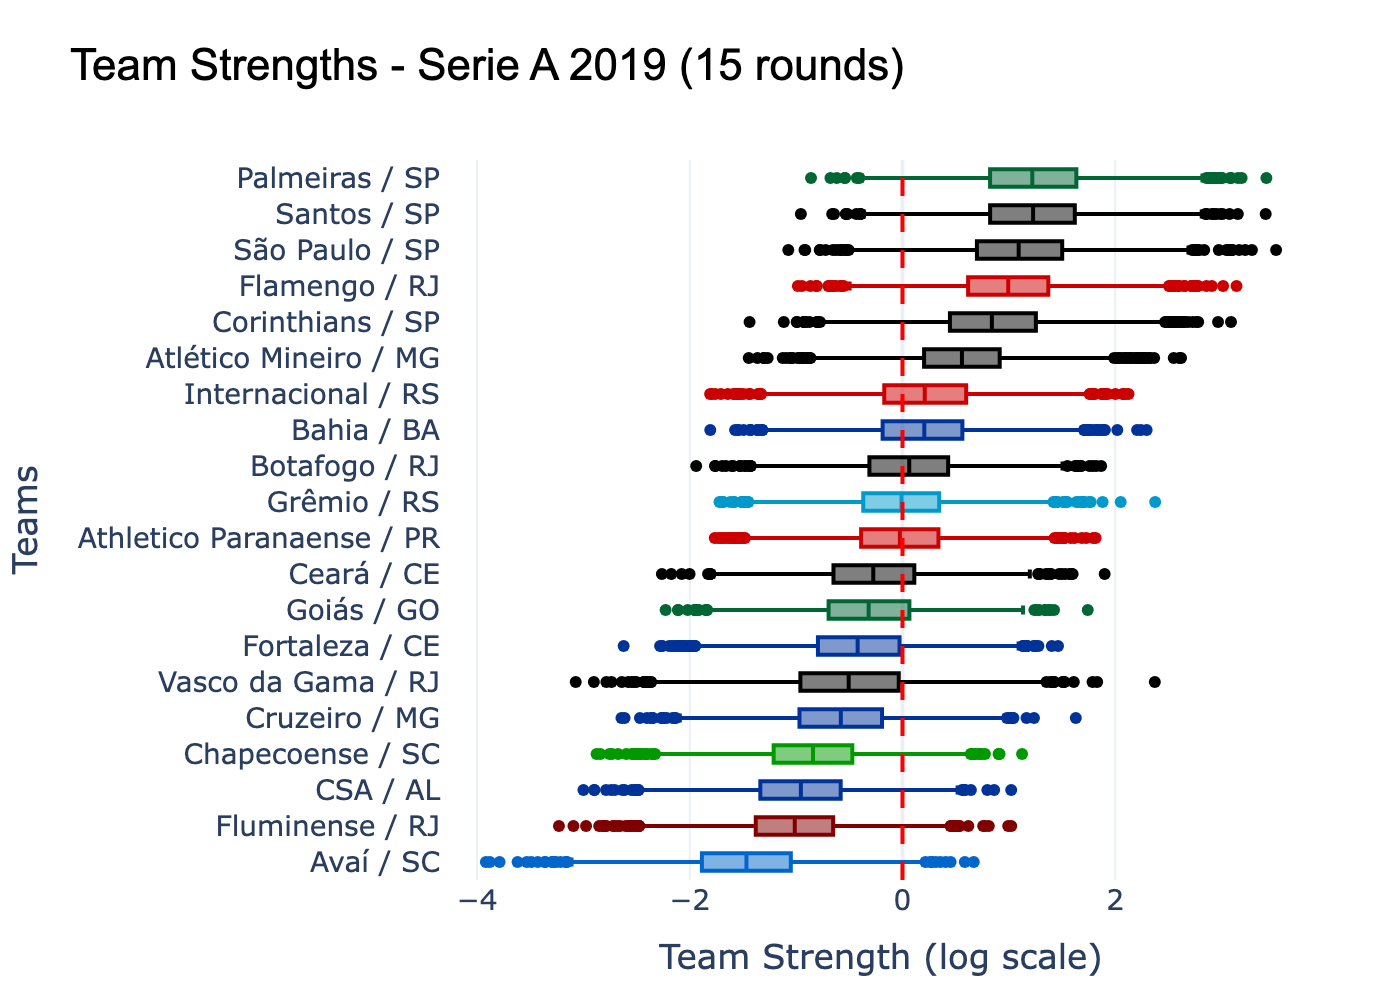 Team Strengths - Serie A 2019 (15 rounds)
Palmeiras / SP
Santos / SP
São Paulo / SP
Flamengo / RJ
Corinthians / SP
Atlético Mineiro / MG
Internacional / RS
Bahia / BA
Botafogo / RJ
Grêmio / RS
Athletico Paranaense / PR
Ceará / CE
Goiás / GO
Fortaleza / CE
Vasco da Gama / RJ
Cruzeiro / MG
Chapecoense / SC
CSA / AL
Fluminense / RJ
Avaí / SC
Teams
−4 −2 0 2
Team Strength (log scale)